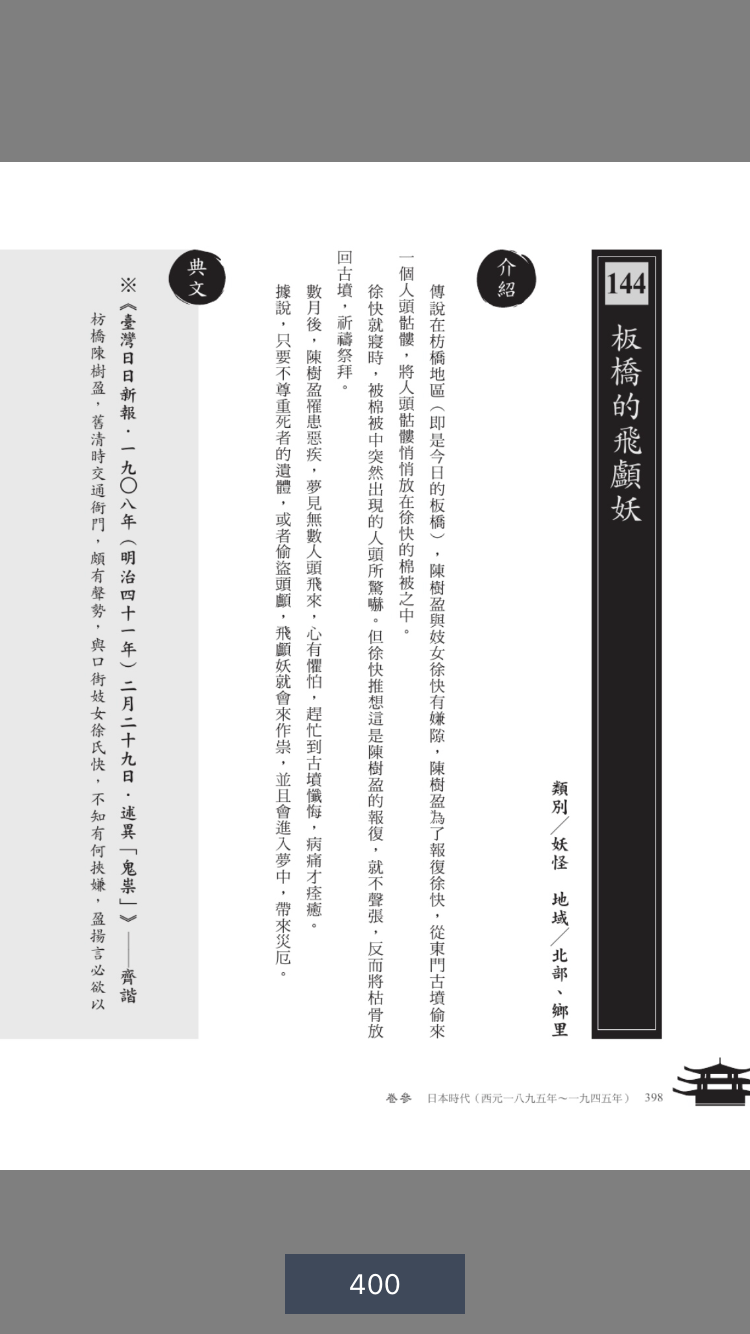 144
板橋的飛顱妖
類別／妖怪　地域／北部、鄉里
介紹
傳說在枋橋地區（即是今日的板橋），陳樹盈與妓女徐快有嫌隙，陳樹盈為了報復徐快，從東門古墳偷來
一個人頭骷髏，將人頭骷髏悄悄放在徐快的棉被之中。
徐快就寢時，被棉被中突然出現的人頭所驚嚇。但徐快推想這是陳樹盈的報復，就不聲張，反而將枯骨放
回古墳，祈禱祭拜。
數月後，陳樹盈罹患惡疾，夢見無數人頭飛來，心有懼怕，趕忙到古墳懺悔，病痛才痊癒。
據說，只要不尊重死者的遺體，或者偷盜頭顱，飛顱妖就會來作祟，並且會進入夢中，帶來災厄。
典文
※《臺灣日日新報．一九〇八年（明治四十一年）二月二十九日．述異「鬼祟」》——齊諧
枋橋陳樹盈，舊清時交通衙門，頗有聲勢，與口街妓女徐氏快，不知有何挾嫌，盈揚言必欲以
卷參　日本時代（西元一八九五年～一九四五年）　398
400